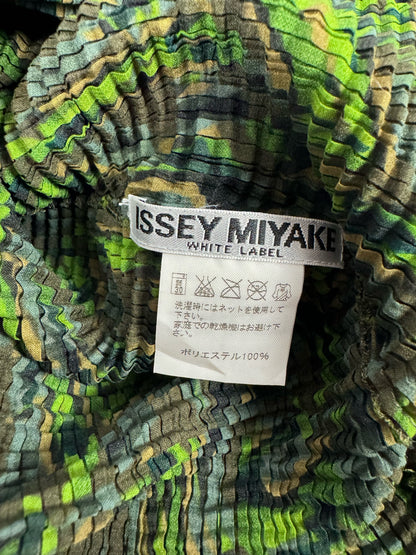 ISSEY MIYAKE
WHITE LABEL
洗濯時にはネットを使用して下さい。
家庭での乾燥機はお避け下さい。
ポリエステル100%